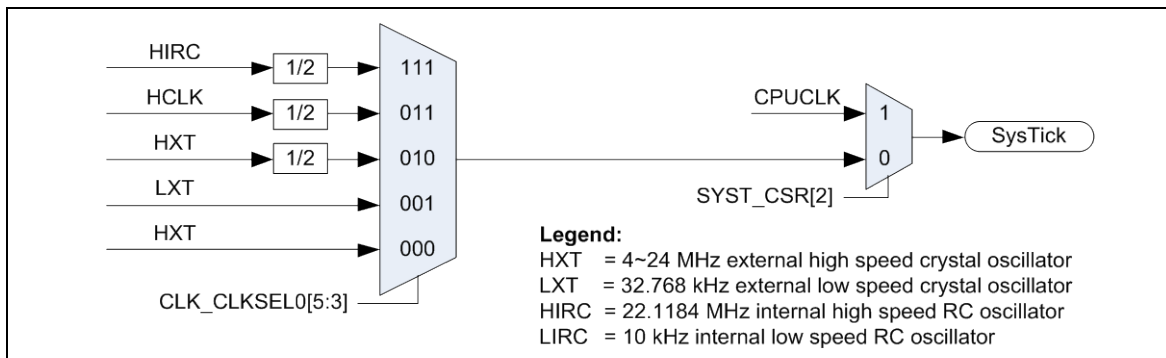 HIRC
1/2
111
HCLK
1/2
011
HXT
1/2
010
LXT
001
HXT
000
CLK_CLKSEL0[5:3]
CPUCLK
1
0
SysTick
SYST_CSR[2]
Legend:
HXT = 4~24 MHz external high speed crystal oscillator
LXT = 32.768 kHz external low speed crystal oscillator
HIRC = 22.1184 MHz internal high speed RC oscillator
LIRC = 10 kHz internal low speed RC oscillator